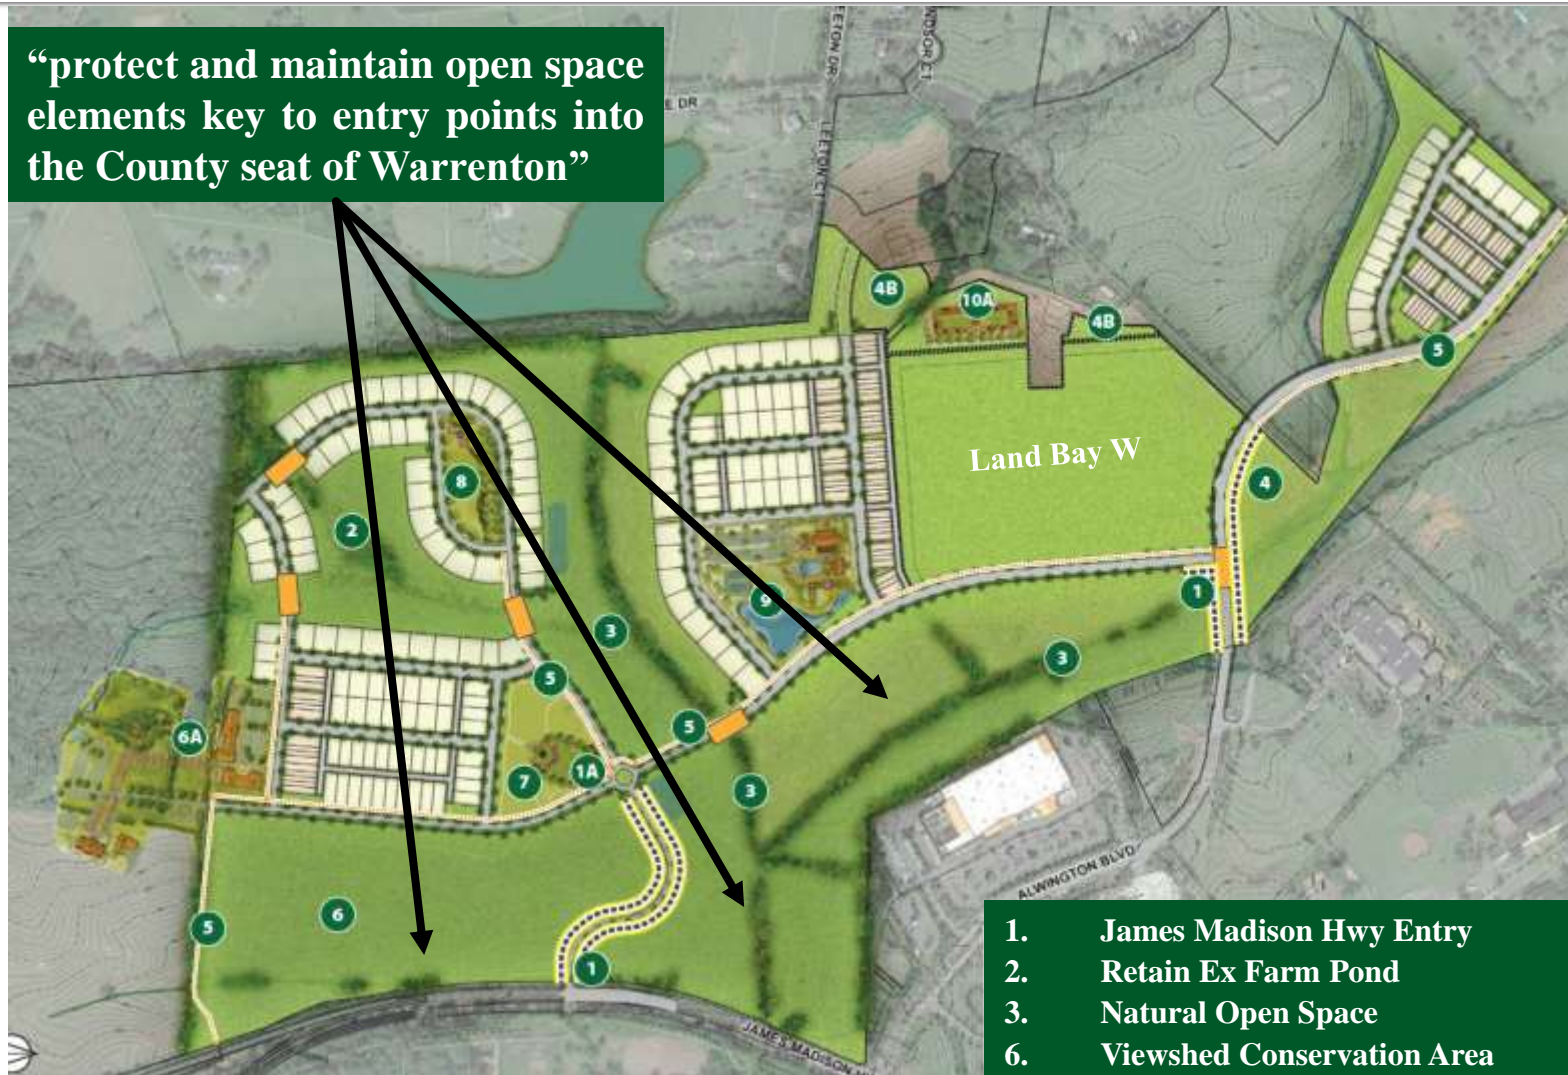 “protect and maintain open space
elements key to entry points into
the County seat of Warrenton”
E DR
LEETON CT
4B
10A
4B
5
Land Bay W
8
4
2
1
9
3
3
5
6A
5
1A
7
3
ALWINGTON BLVD
6
5
1
JAMES MADISON
1. James Madison Hwy Entry
2. Retain Ex Farm Pond
3. Natural Open Space
6. Viewshed Conservation Area